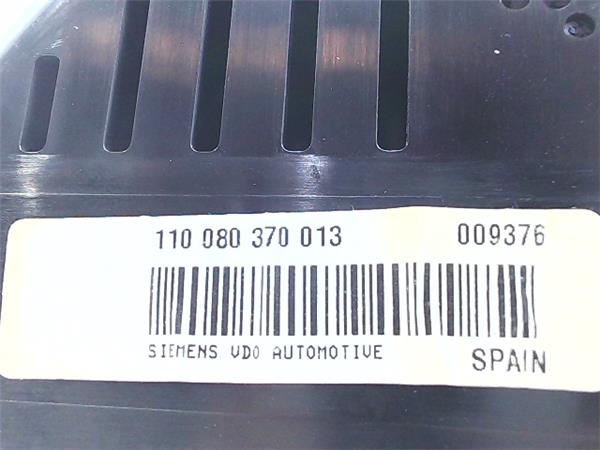 110 080 370 013 009376
SIEMENS VDO AUTOMOTIVE SPAIN